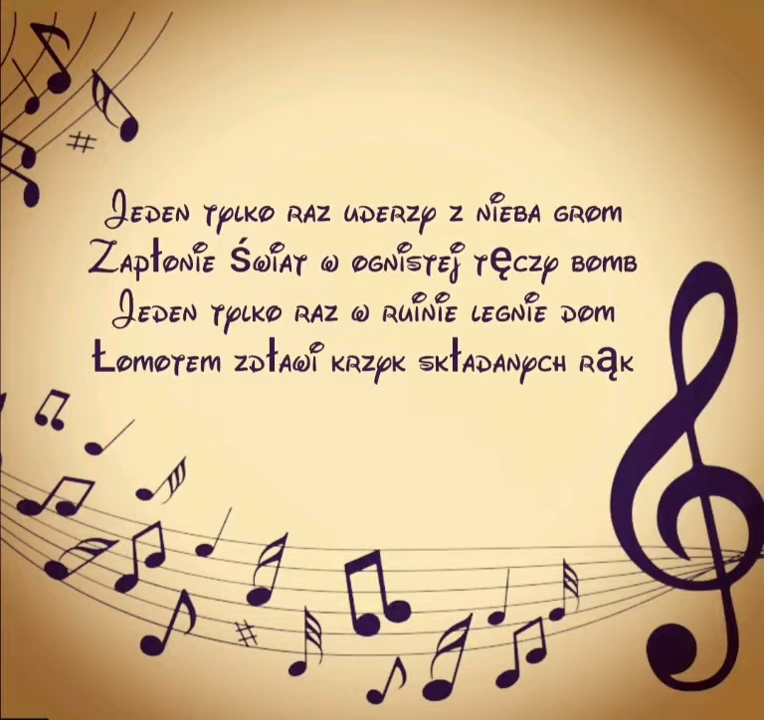 Jeden tylko raz uderzy z nieba grom
Zapłonie świat w ognistej tęczy bomb
Jeden tylko raz w ruinie legnie dom
Łomotem zdławi krzyk składanych rąk